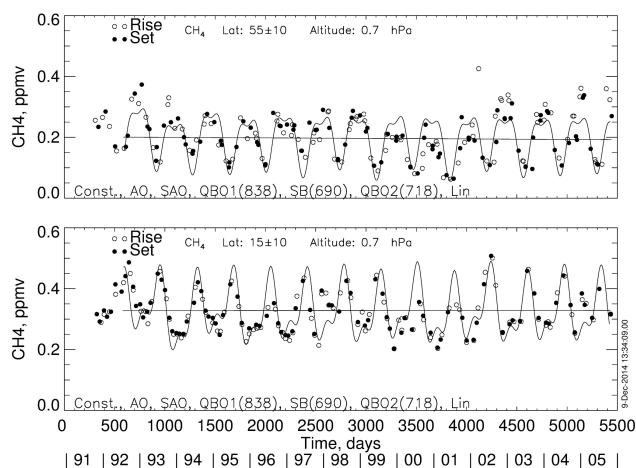 0.6
Rise
Set
CH4 Lat: 55±10 Altitude: 0.7 hPa
0.4
CH4, ppmv
0.2
0.0
Const., AO, SAO, QBO1(838), SB(690), QBO2(718), Lin
0.6
Rise
Set
CH4 Lat: 15±10 Altitude: 0.7 hPa
0.4
CH4, ppmv
0.2
0.0
Const., AO, SAO, QBO1(838), SB(690), QBO2(718), Lin
9-Dec-2014 13:34:09.00
0 500 1000 1500 2000 2500 3000 3500 4000 4500 5000 5500
Time, days
| 91 | 92 | 93 | 94 | 95 | 96 | 97 | 98 | 99 | 00 | 01 | 02 | 03 | 04 | 05 |